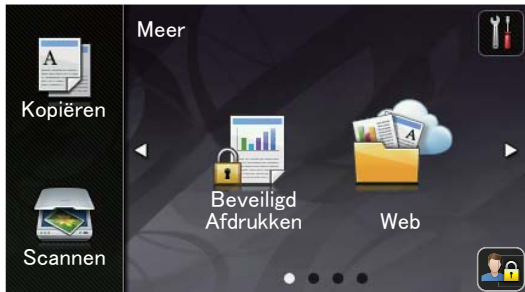 Meer
Kopiëren
Beveiligd
Afdrukken
Web
Scannen